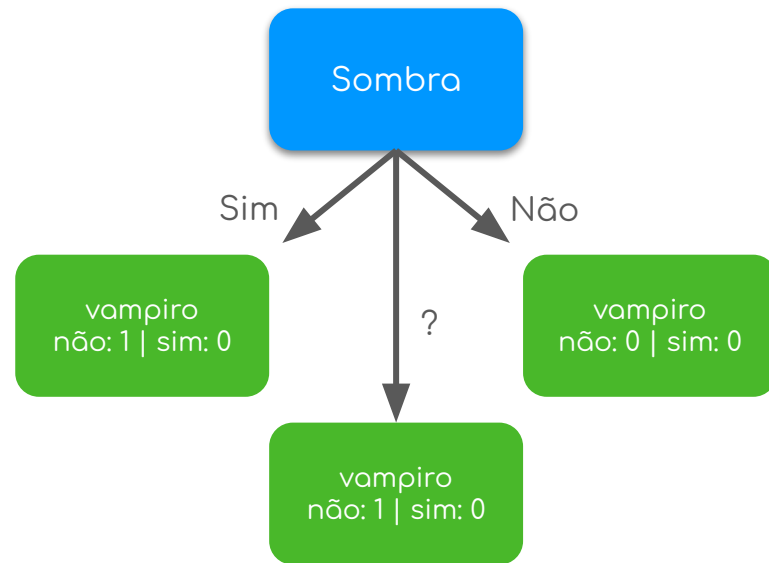 Sombra
Sim
Não
vampiro
não: 1 | sim: 0
?
vampiro
não: 0 | sim: 0
vampiro
não: 1 | sim: 0